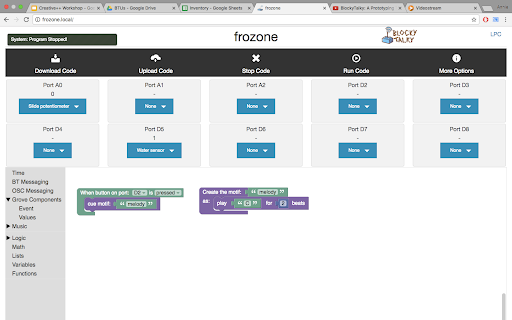 Creative++ Workshop - Go
BTUs - Google Drive
Inventory - Google Sheets
frozone
BlockyTalky: A Prototyping
Videostream
frozone.local/
System: Program Stopped!
frozone
BLOCKY TALKY
LPC
Download Code
Upload Code
Stop Code
Run Code
More Options
Port A0
Port A1
Port A2
Port D2
Port D3
0
-
-
-
-
Slide potentiometer
None
None
None
None
Port D4
Port D5
Port D6
Port D7
Port D8
-
1
-
-
-
None
Water sensor
None
None
None
Time
BT Messaging
OSC Messaging
Grove Components
Event
Values
Music
Logic
Math
Lists
Variables
Functions
When button on port: D2 is pressed
cue motif: “ melody ”
Create the motif: “ melody ”
as: play “ C ” for 2 beats